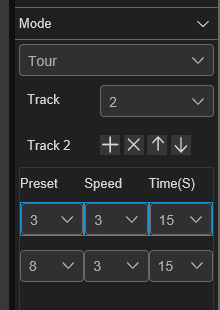 Mode
Tour
Track 2
Track 2
Preset Speed Time(S)
3 3 15
8 3 15